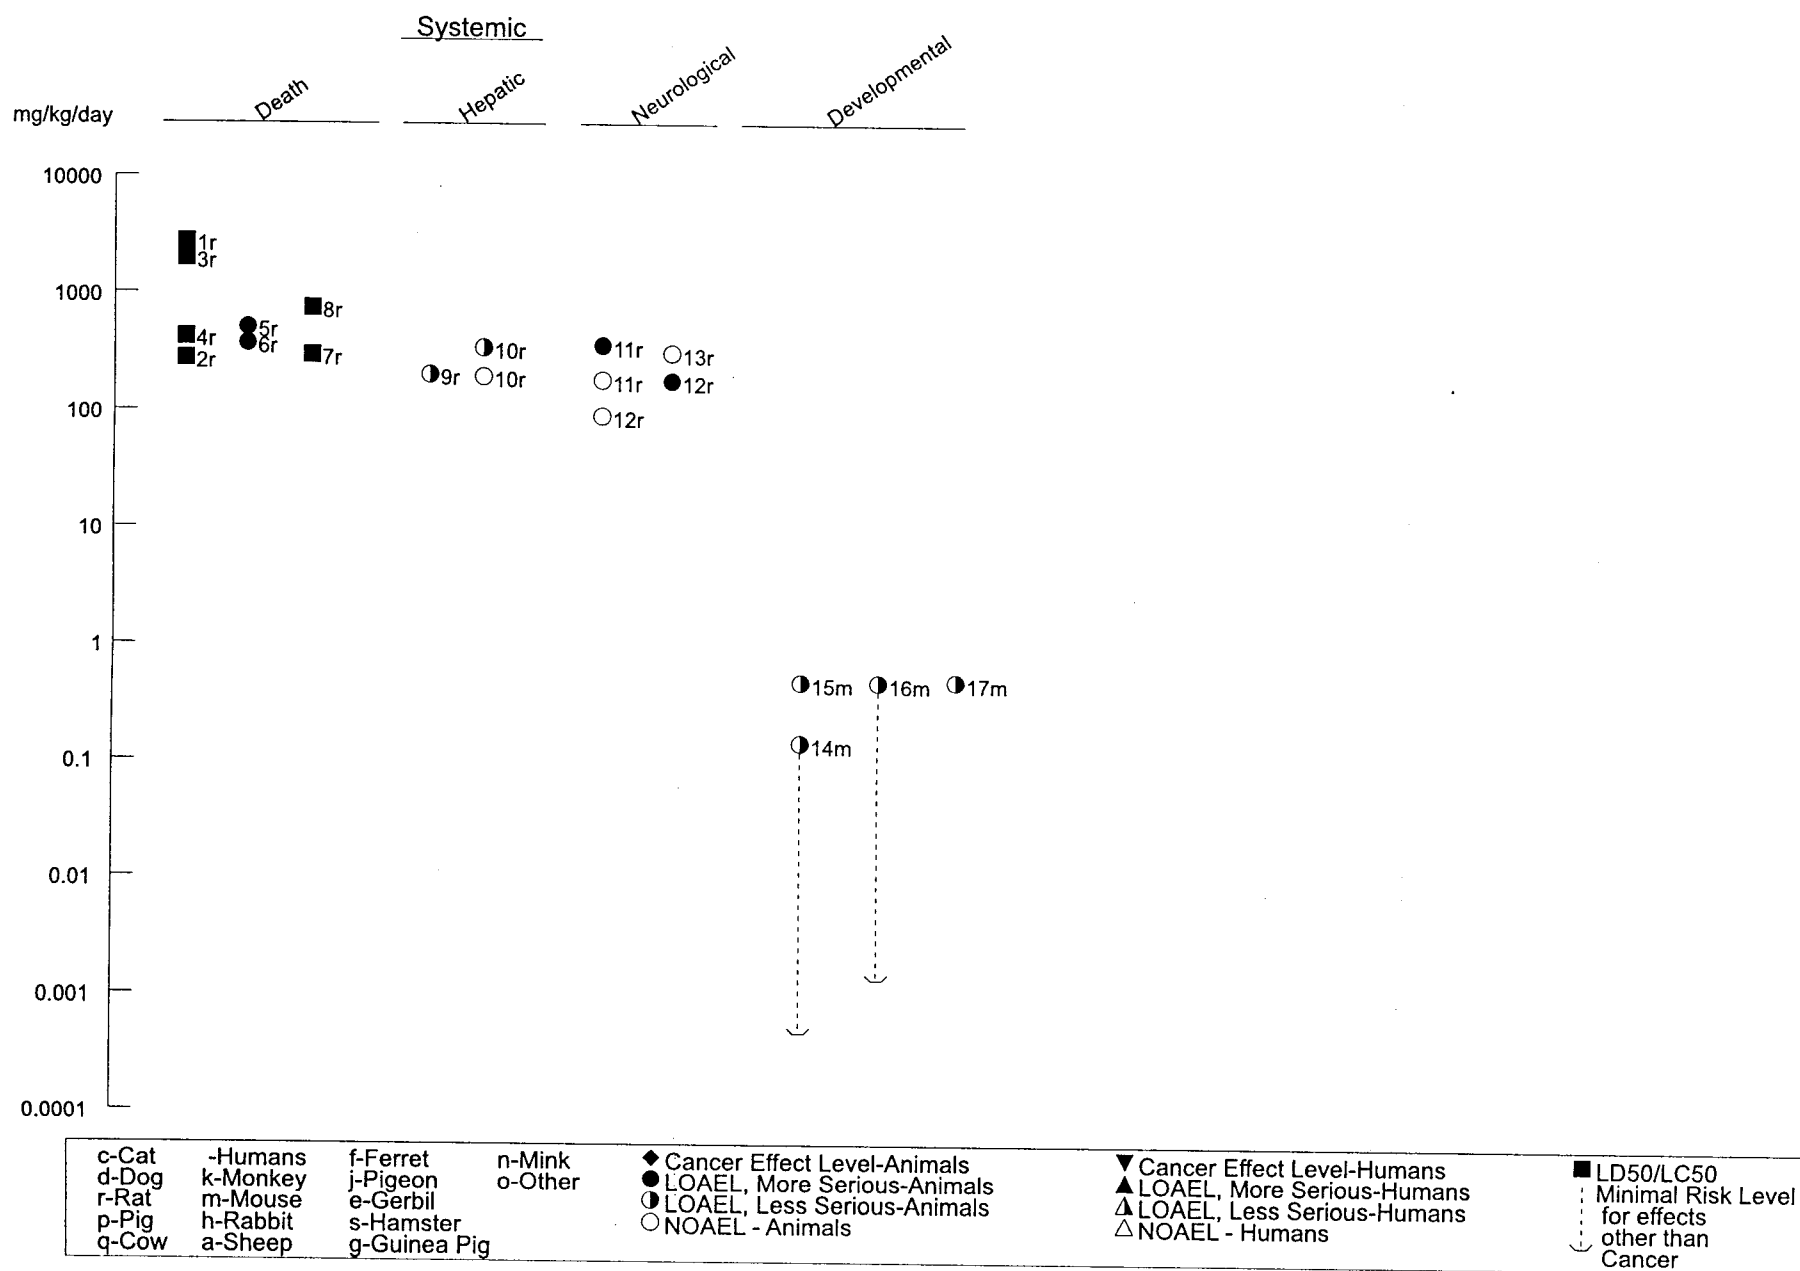 Systemic
mg/kg/day
Death
Hepatic
Neurological
Developmental
10000
1r
3r
1000
8r
5r
4r
6r
2r
7r
10r
9r
10r
11r
13r
11r
12r
12r
100
10
1
15m
16m
17m
0.1
14m
0.01
0.001
0.0001
c-Cat -Humans f-Ferret n-Mink
d-Dog k-Monkey j-Pigeon o-Other
r-Rat m-Mouse e-Gerbil
p-Pig h-Rabbit s-Hamster
q-Cow a-Sheep g-Guinea Pig
Cancer Effect Level-Animals
LOAEL, More Serious-Animals
LOAEL, Less Serious-Animals
NOAEL - Animals
Cancer Effect Level-Humans
LOAEL, More Serious-Humans
LOAEL, Less Serious-Humans
NOAEL - Humans
LD50/LC50
Minimal Risk Level
for effects
other than
Cancer